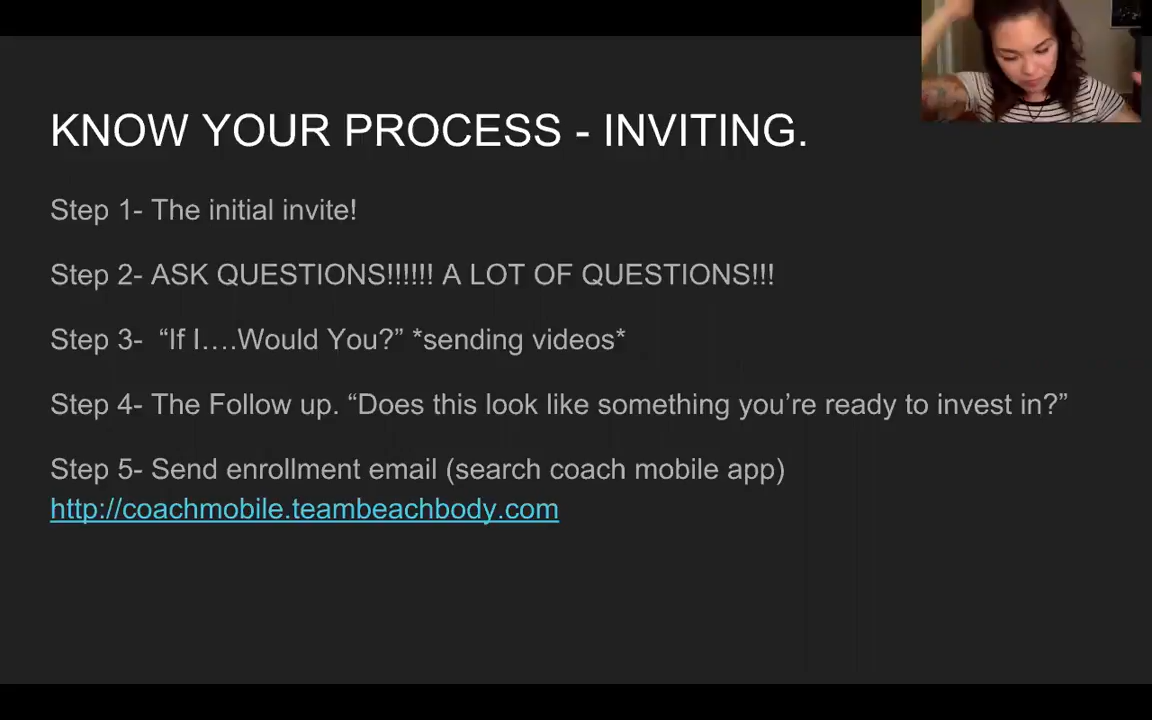 KNOW YOUR PROCESS - INVITING.
Step 1- The initial invite!
Step 2- ASK QUESTIONS!!!!!! A LOT OF QUESTIONS!!!
Step 3-  “If I….Would You?” *sending videos*
Step 4- The Follow up. “Does this look like something you’re ready to invest in?”
Step 5- Send enrollment email (search coach mobile app)
http://coachmobile.teambeachbody.com